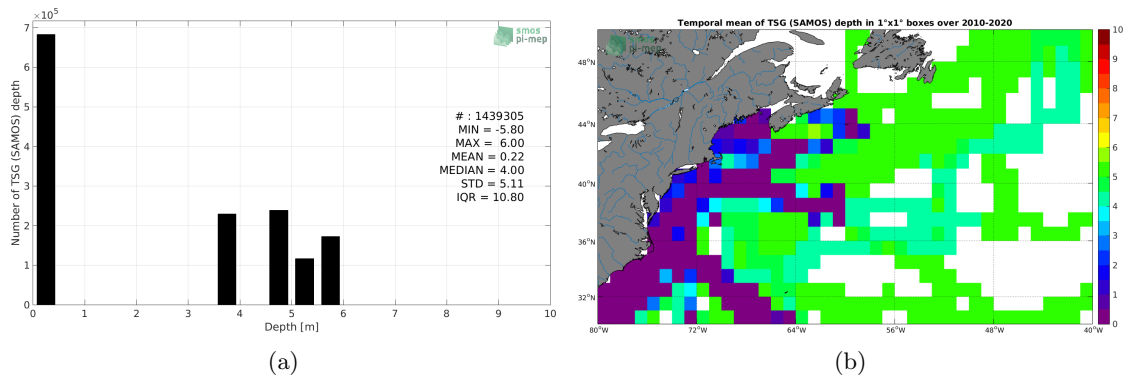 ×10⁵
smos
pi-mep
7
6
5
4
3
2
1
0
Number of TSG (SAMOS) depth
# : 1439305
MIN = -5.80
MAX = 6.00
MEAN = 0.22
MEDIAN = 4.00
STD = 5.11
IQR = 10.80
0 1 2 3 4 5 6 7 8 9 10
Depth [m]
(a)
Temporal mean of TSG (SAMOS) depth in 1°x1° boxes over 2010-2020
smos
pi-mep
48°N
44°N
40°N
36°N
32°N
80°W 72°W 64°W 56°W 48°W 40°W
10
9
8
7
6
5
4
3
2
1
0
(b)